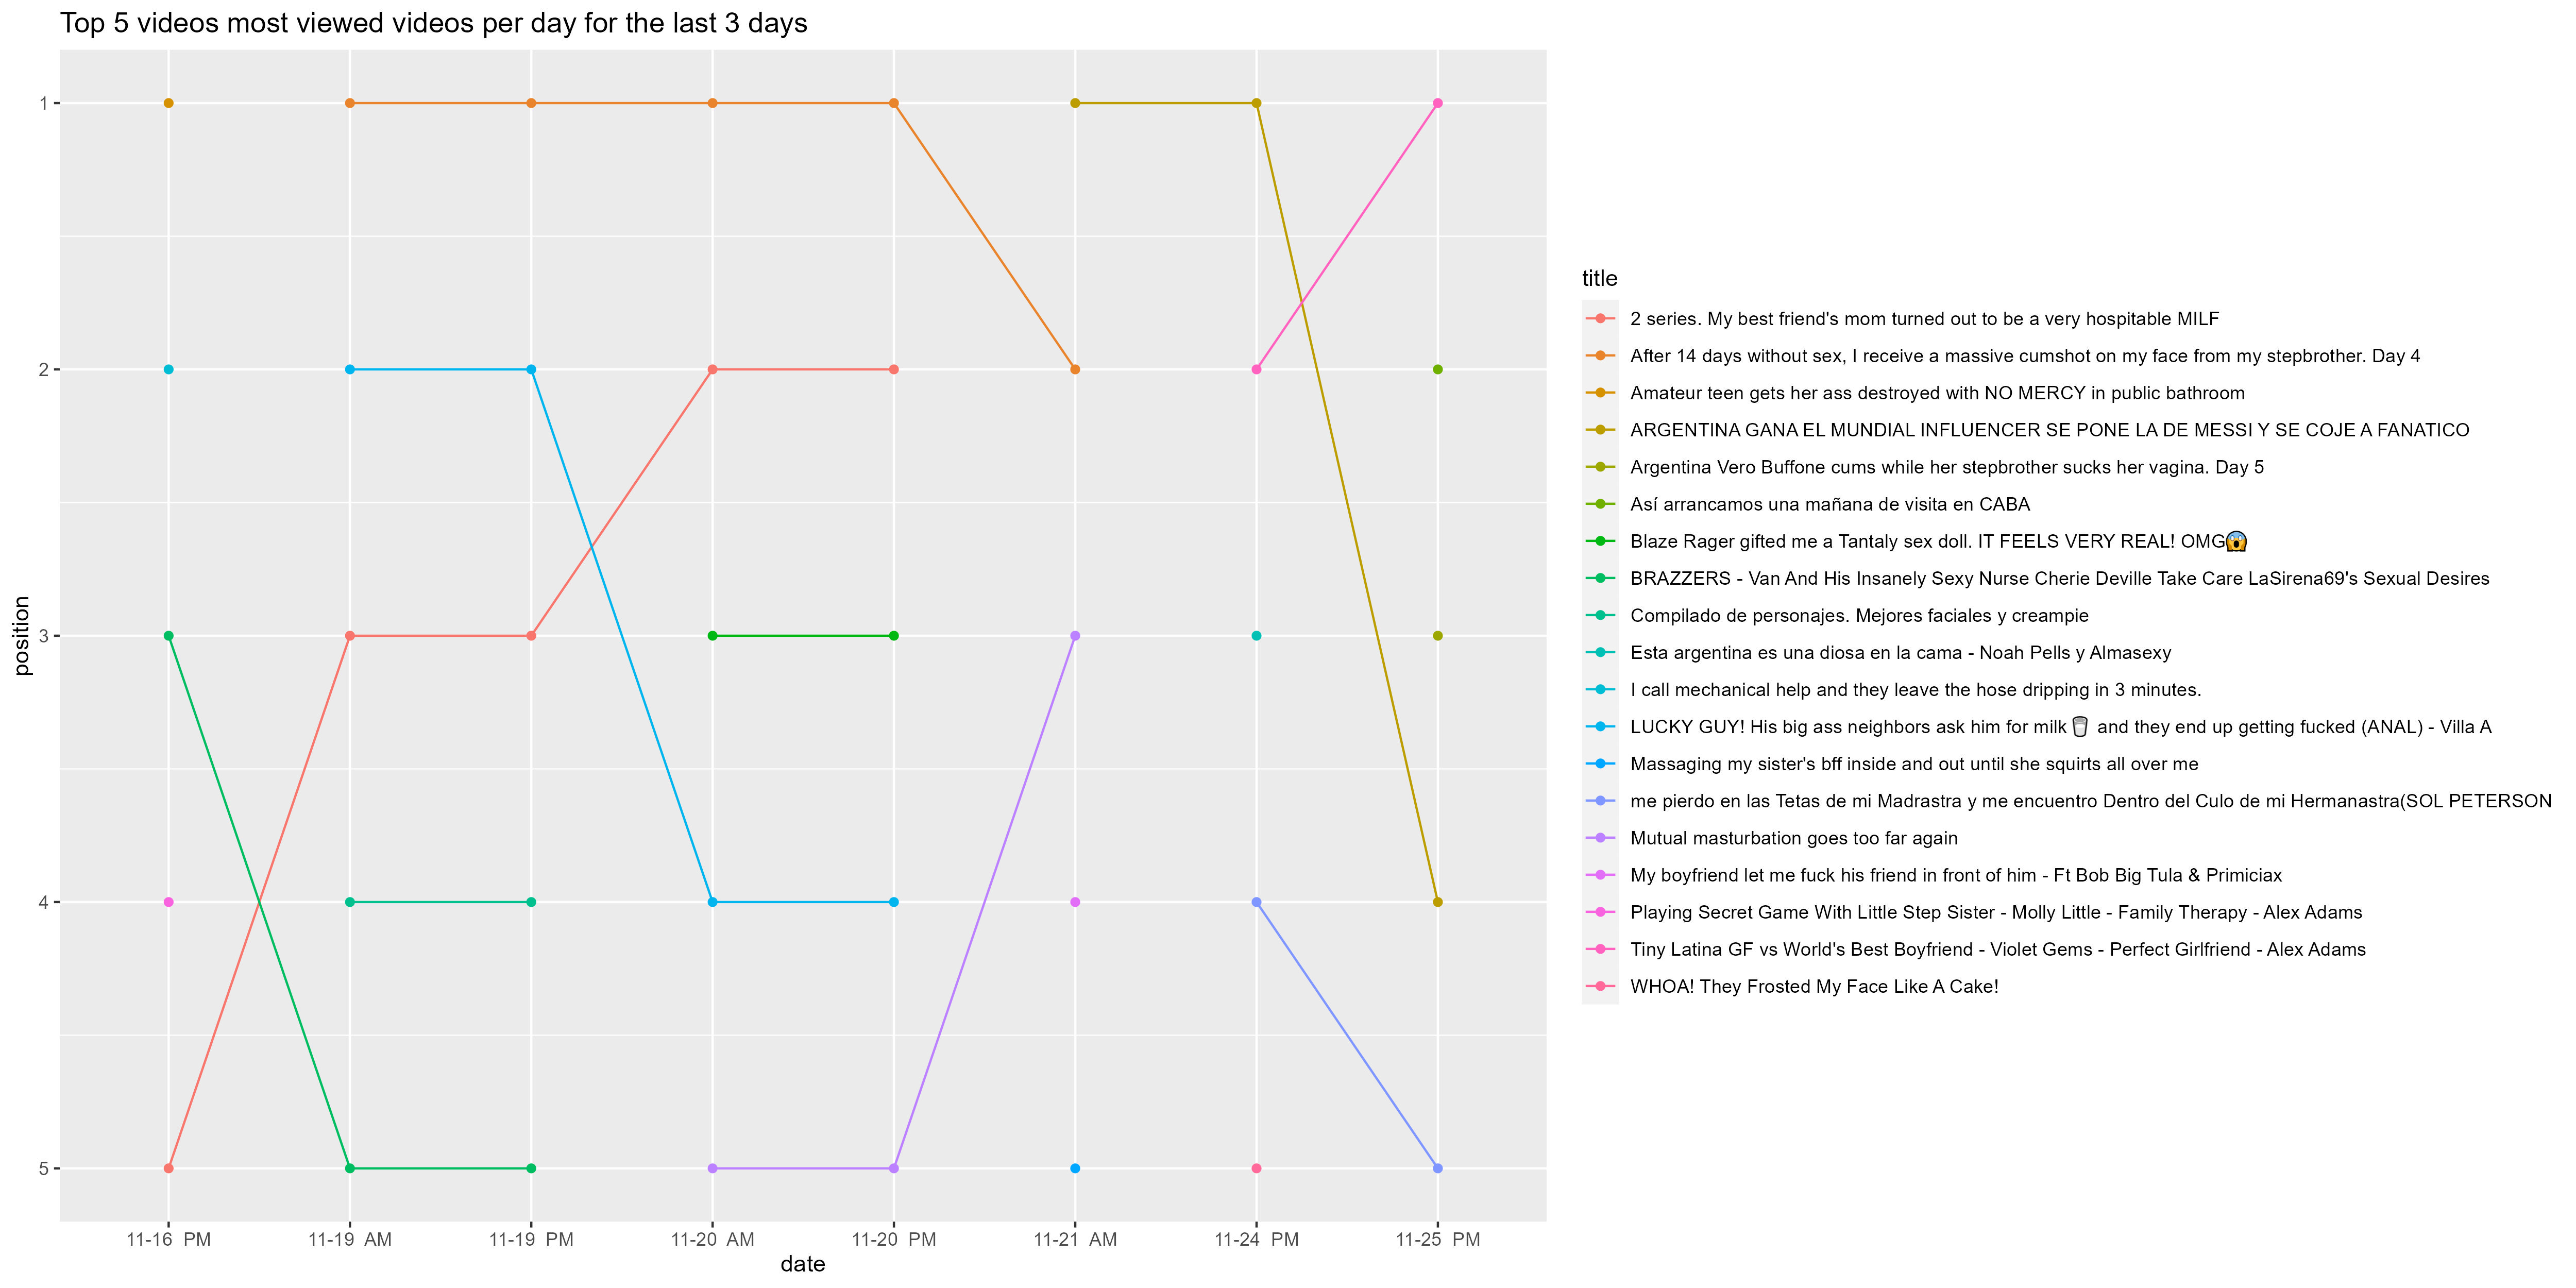 Top 5 videos most viewed videos per day for the last 3 days
position
1
2
3
4
5
11-16 PM
11-19 AM
11-19 PM
11-20 AM
11-20 PM
11-21 AM
11-24 PM
11-25 PM
date
title
2 series. My best friend's mom turned out to be a very hospitable MILF
After 14 days without sex, I receive a massive cumshot on my face from my stepbrother. Day 4
Amateur teen gets her ass destroyed with NO MERCY in public bathroom
ARGENTINA GANA EL MUNDIAL INFLUENCER SE PONE LA DE MESSI Y SE COJE A FANATICO
Argentina Vero Buffone cums while her stepbrother sucks her vagina. Day 5
Así arrancamos una mañana de visita en CABA
Blaze Rager gifted me a Tantaly sex doll. IT FEELS VERY REAL! OMG😱
BRAZZERS - Van And His Insanely Sexy Nurse Cherie Deville Take Care LaSirena69's Sexual Desires
Compilado de personajes. Mejores faciales y creampie
Esta argentina es una diosa en la cama - Noah Pells y Almasexy
I call mechanical help and they leave the hose dripping in 3 minutes.
LUCKY GUY! His big ass neighbors ask him for milk🥛 and they end up getting fucked (ANAL) - Villa A
Massaging my sister's bff inside and out until she squirts all over me
me pierdo en las Tetas de mi Madrastra y me encuentro Dentro del Culo de mi Hermanastra(SOL PETERSON
Mutual masturbation goes too far again
My boyfriend let me fuck his friend in front of him - Ft Bob Big Tula & Primiciax
Playing Secret Game With Little Step Sister - Molly Little - Family Therapy - Alex Adams
Tiny Latina GF vs World's Best Boyfriend - Violet Gems - Perfect Girlfriend - Alex Adams
WHOA! They Frosted My Face Like A Cake!